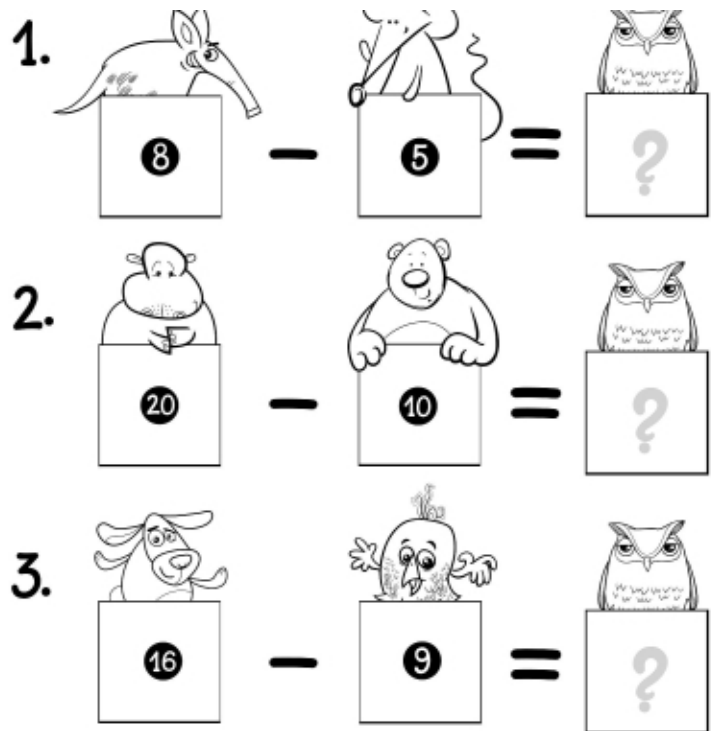 1.
8 − 5 = ?
2.
20 − 10 = ?
3.
16 − 9 = ?